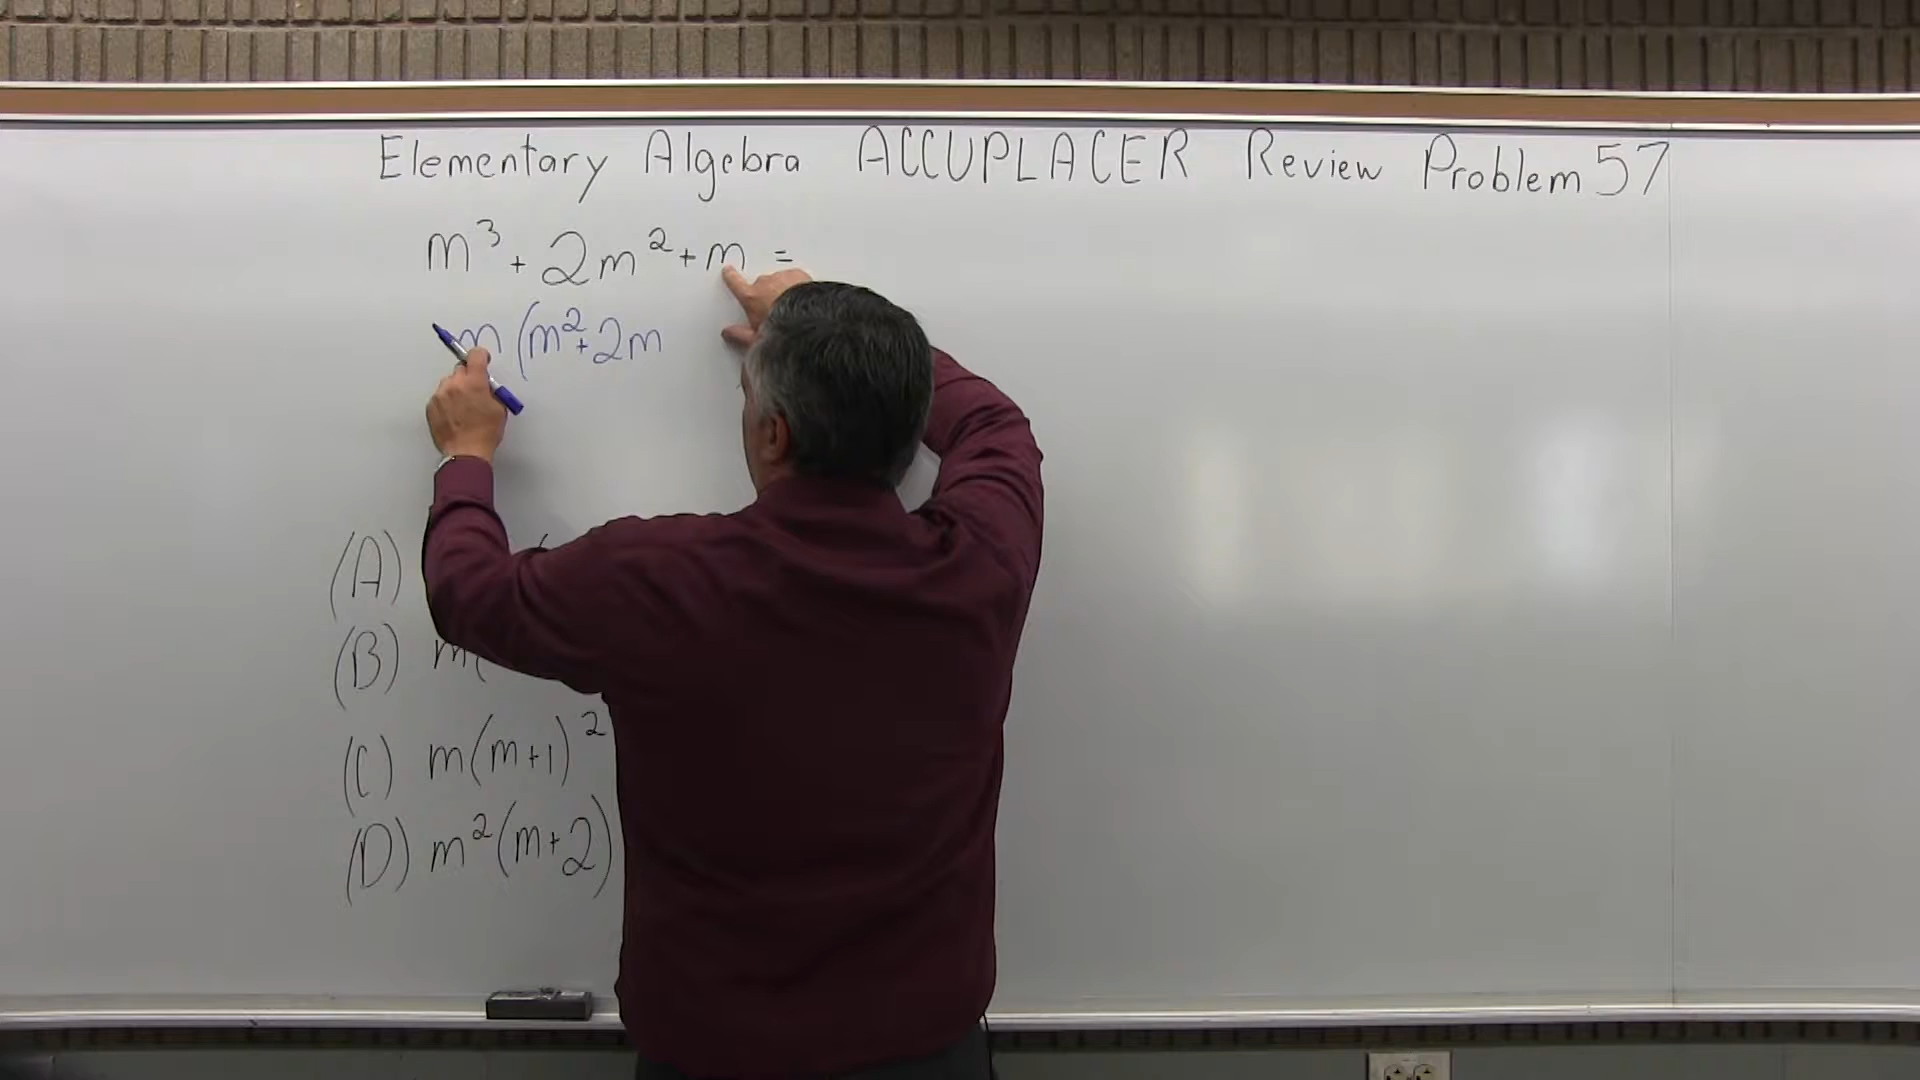 Elementary Algebra ACCUPLACER Review Problem 57
m³ + 2m² + m =
m (m² + 2m
(A)
(B) m(
(C) m(m+1)²
(D) m²(m+2)